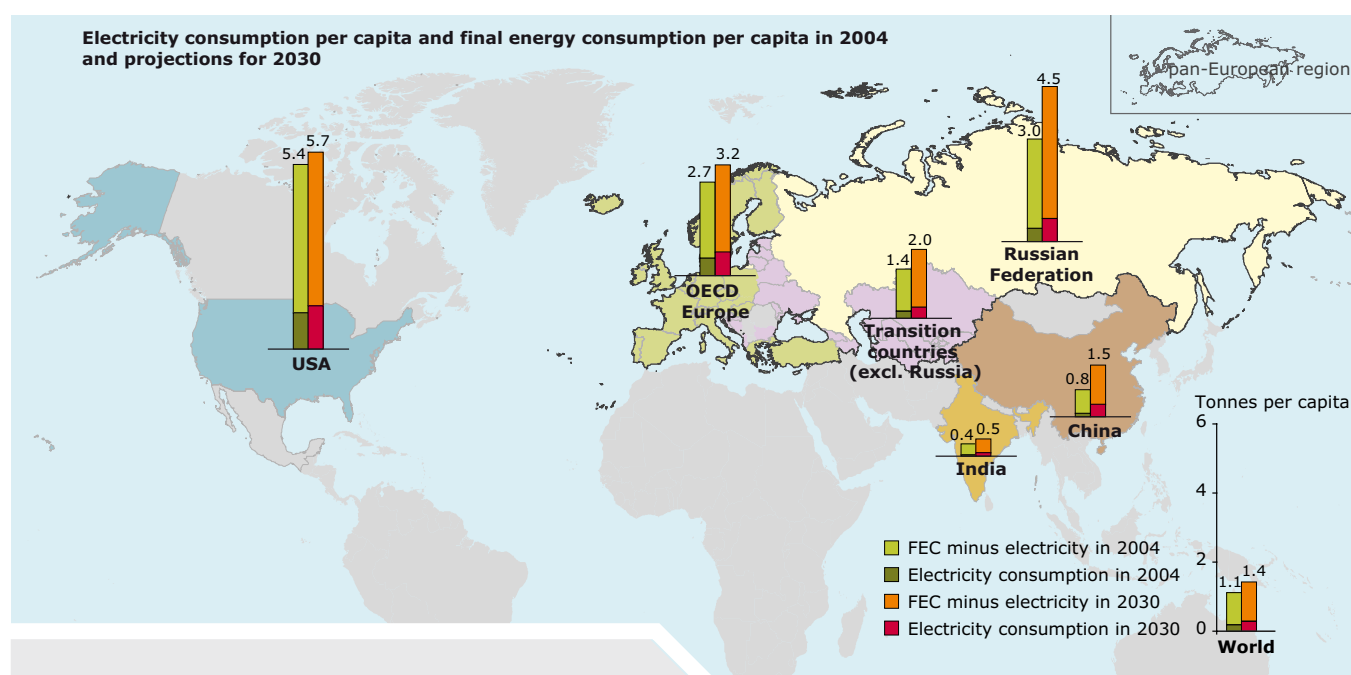 Electricity consumption per capita and final energy consumption per capita in 2004
and projections for 2030
pan-European region
5.4
5.7
USA
2.7
3.2
OECD
Europe
1.4
2.0
Transition
countries
(excl. Russia)
3.0
4.5
Russian
Federation
0.8
1.5
China
0.4
0.5
India
Tonnes per capita
6
4
2
0
1.1
1.4
World
FEC minus electricity in 2004
Electricity consumption in 2004
FEC minus electricity in 2030
Electricity consumption in 2030